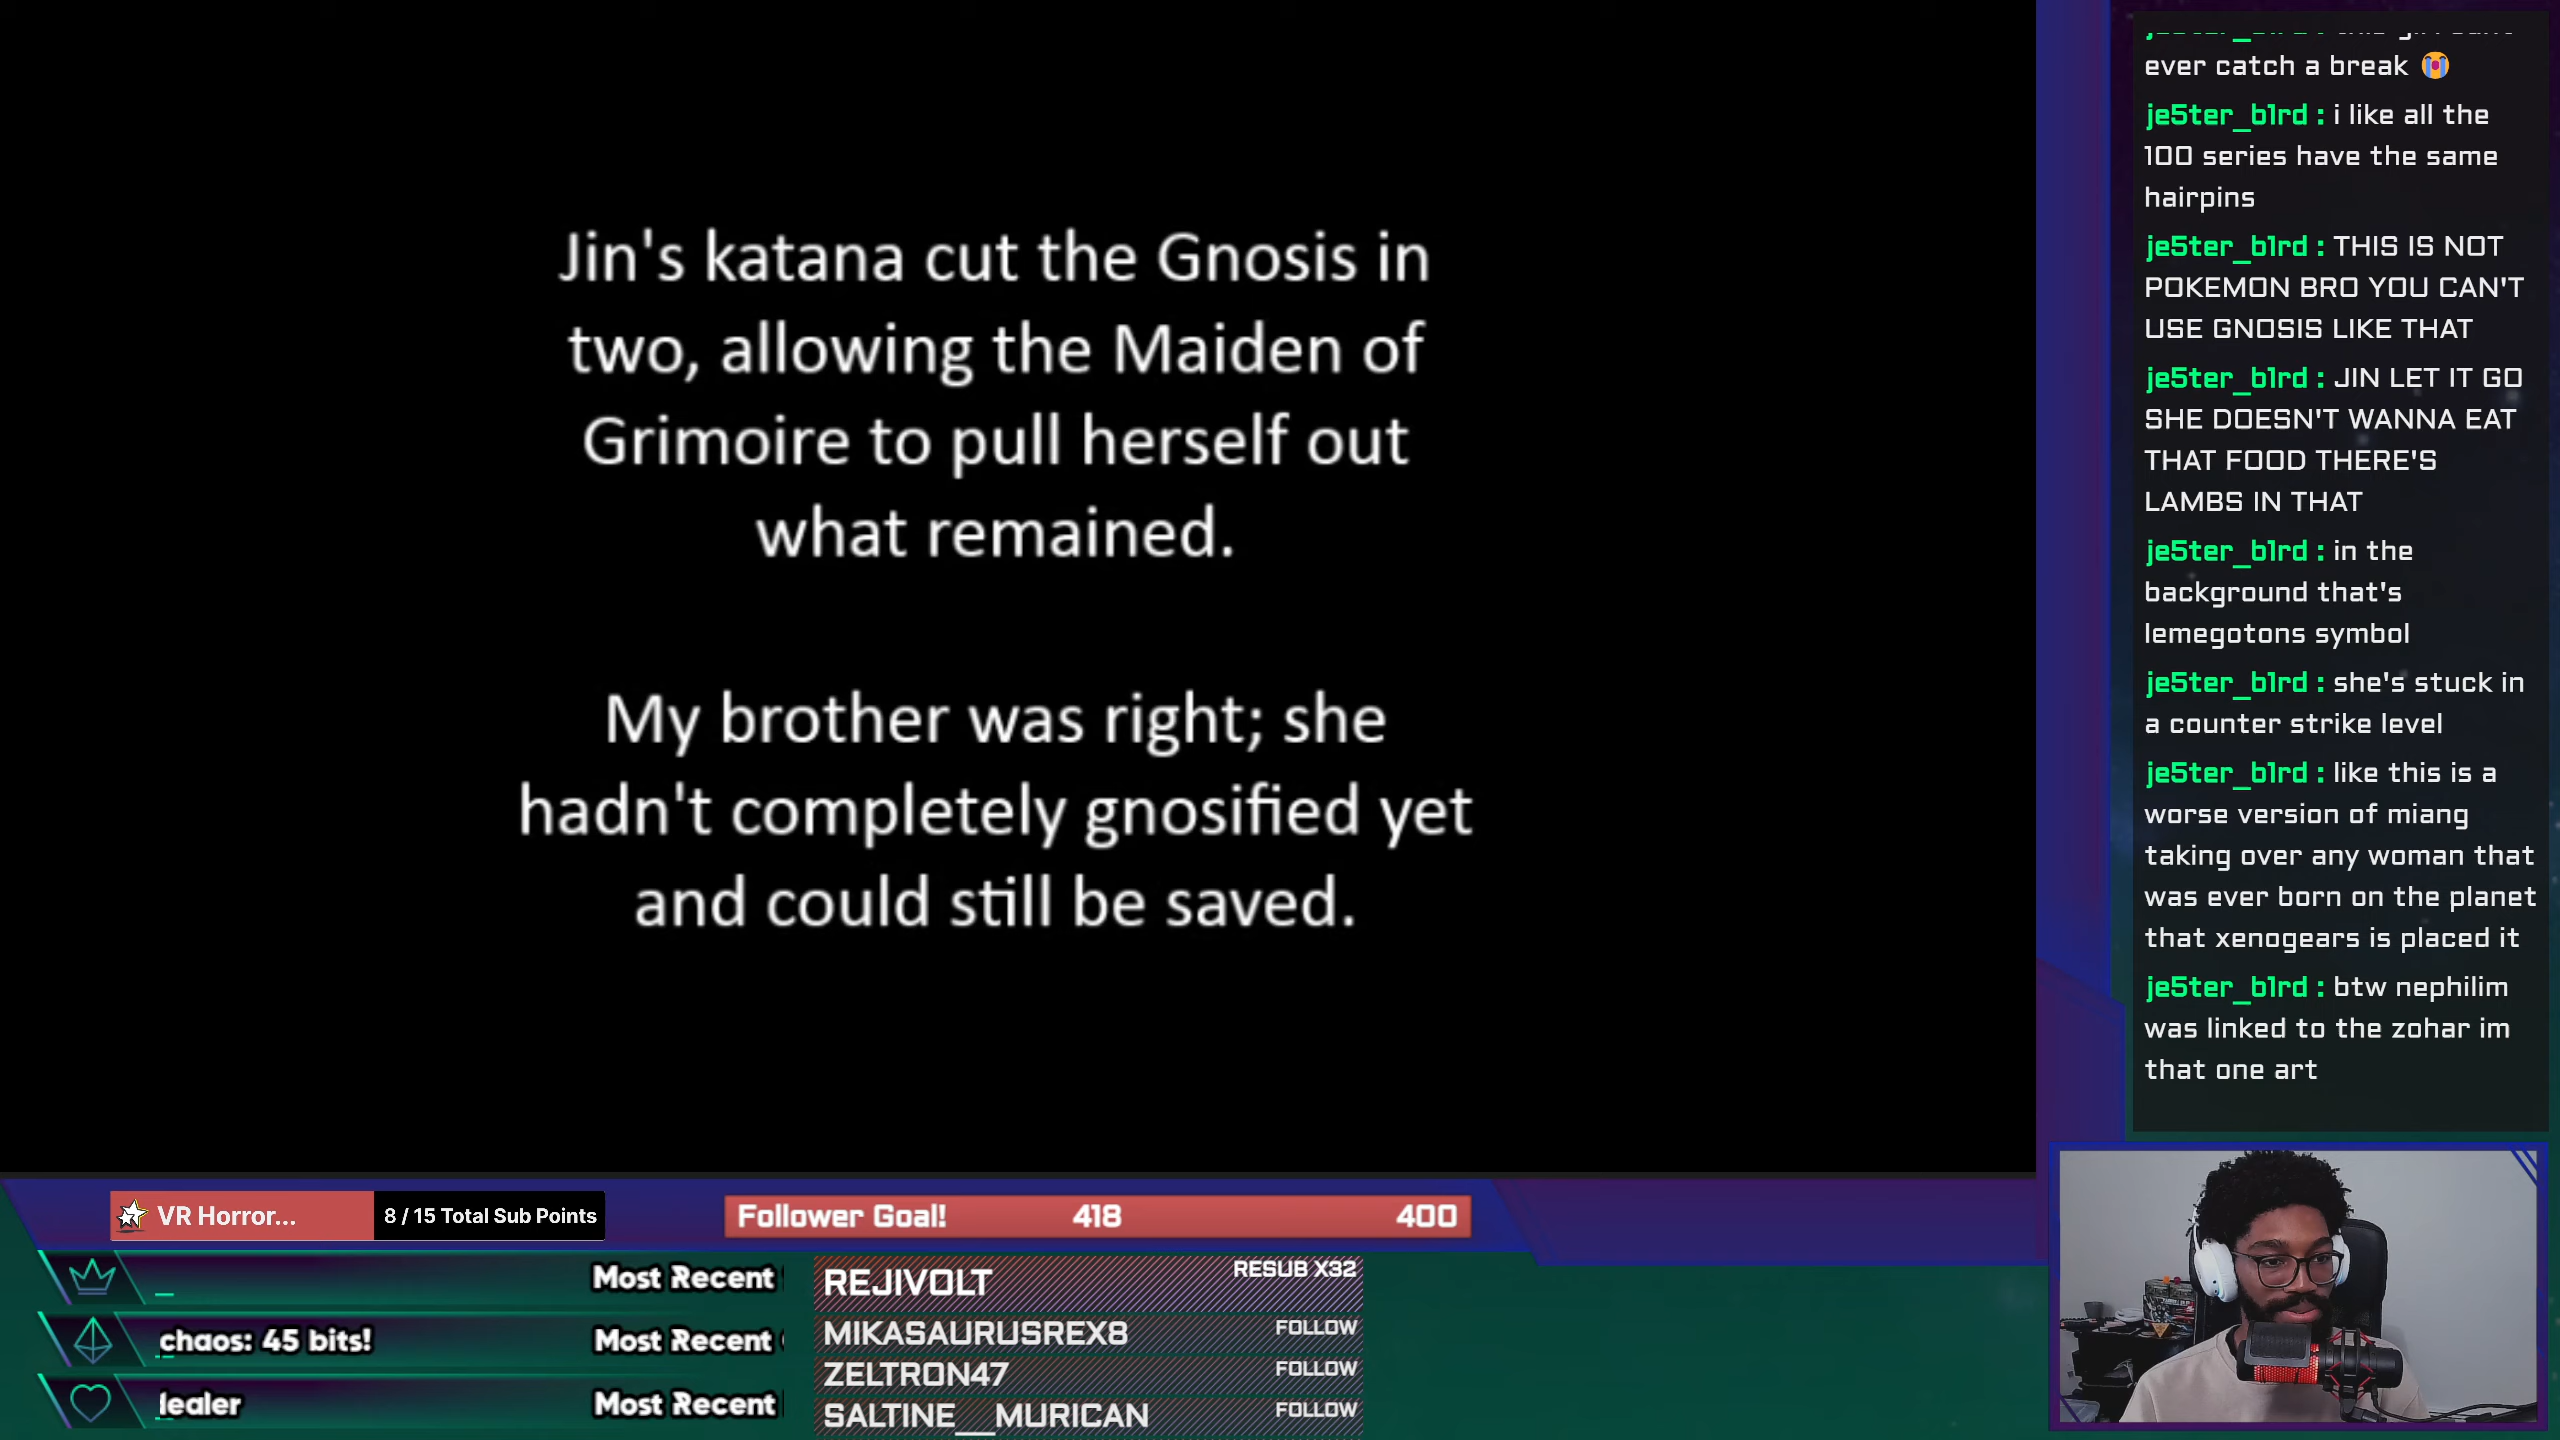 Jin's katana cut the Gnosis in
two, allowing the Maiden of
Grimoire to pull herself out
what remained.
My brother was right; she
hadn't completely gnosified yet
and could still be saved.
ever catch a break
je5ter_b1rd : i like all the
100 series have the same
hairpins
je5ter_b1rd : THIS IS NOT
POKEMON BRO YOU CAN'T
USE GNOSIS LIKE THAT
je5ter_b1rd : JIN LET IT GO
SHE DOESN'T WANNA EAT
THAT FOOD THERE'S
LAMBS IN THAT
je5ter_b1rd : in the
background that's
lemegotons symbol
je5ter_b1rd : she's stuck in
a counter strike level
je5ter_b1rd : like this is a
worse version of miang
taking over any woman that
was ever born on the planet
that xenogears is placed it
je5ter_b1rd : btw nephilim
was linked to the zohar im
that one art
VR Horror...
8 / 15 Total Sub Points
Follower Goal! 418 400
_ Most Recent
chaos: 45 bits! Most Recent
Most Recent
REJIVOLT RESUB X32
MIKASAURUSREX8 FOLLOW
ZELTRON47 FOLLOW
SALTINE__MURICAN FOLLOW